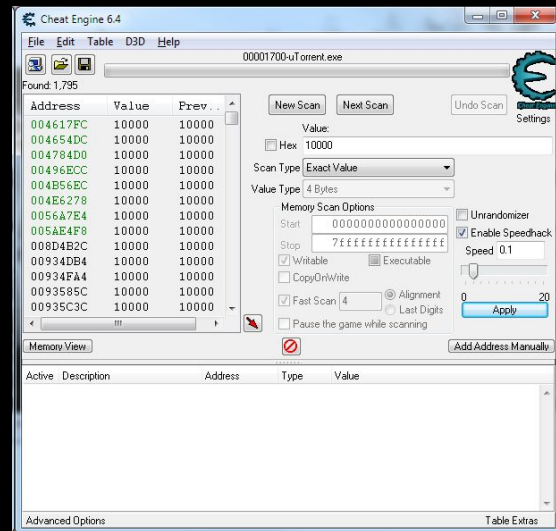 Cheat Engine 6.4
File Edit Table D3D Help
00001700-uTorrent.exe
Found: 1,795
Address Value Prev..
004617FC 10000 10000
004654DC 10000 10000
004784D0 10000 10000
00496ECC 10000 10000
004B56EC 10000 10000
004E6278 10000 10000
0056A7E4 10000 10000
005AE4F8 10000 10000
008D4B2C 10000 10000
00934DB4 10000 10000
00934FA4 10000 10000
0093585C 10000 10000
00935C3C 10000 10000
New Scan Next Scan Undo Scan
Cheat Engine
Settings
Value:
Hex 10000
Scan Type Exact Value
Value Type 4 Bytes
Memory Scan Options
Start 0000000000000000
Stop 7fffffffffffffff
Writable Executable
CopyOnWrite
Fast Scan 4 Alignment
Last Digits
Pause the game while scanning
Unrandomizer
Enable Speedhack
Speed 0.1
0 20
Apply
Memory View Add Address Manually
Active Description Address Type Value
Advanced Options Table Extras